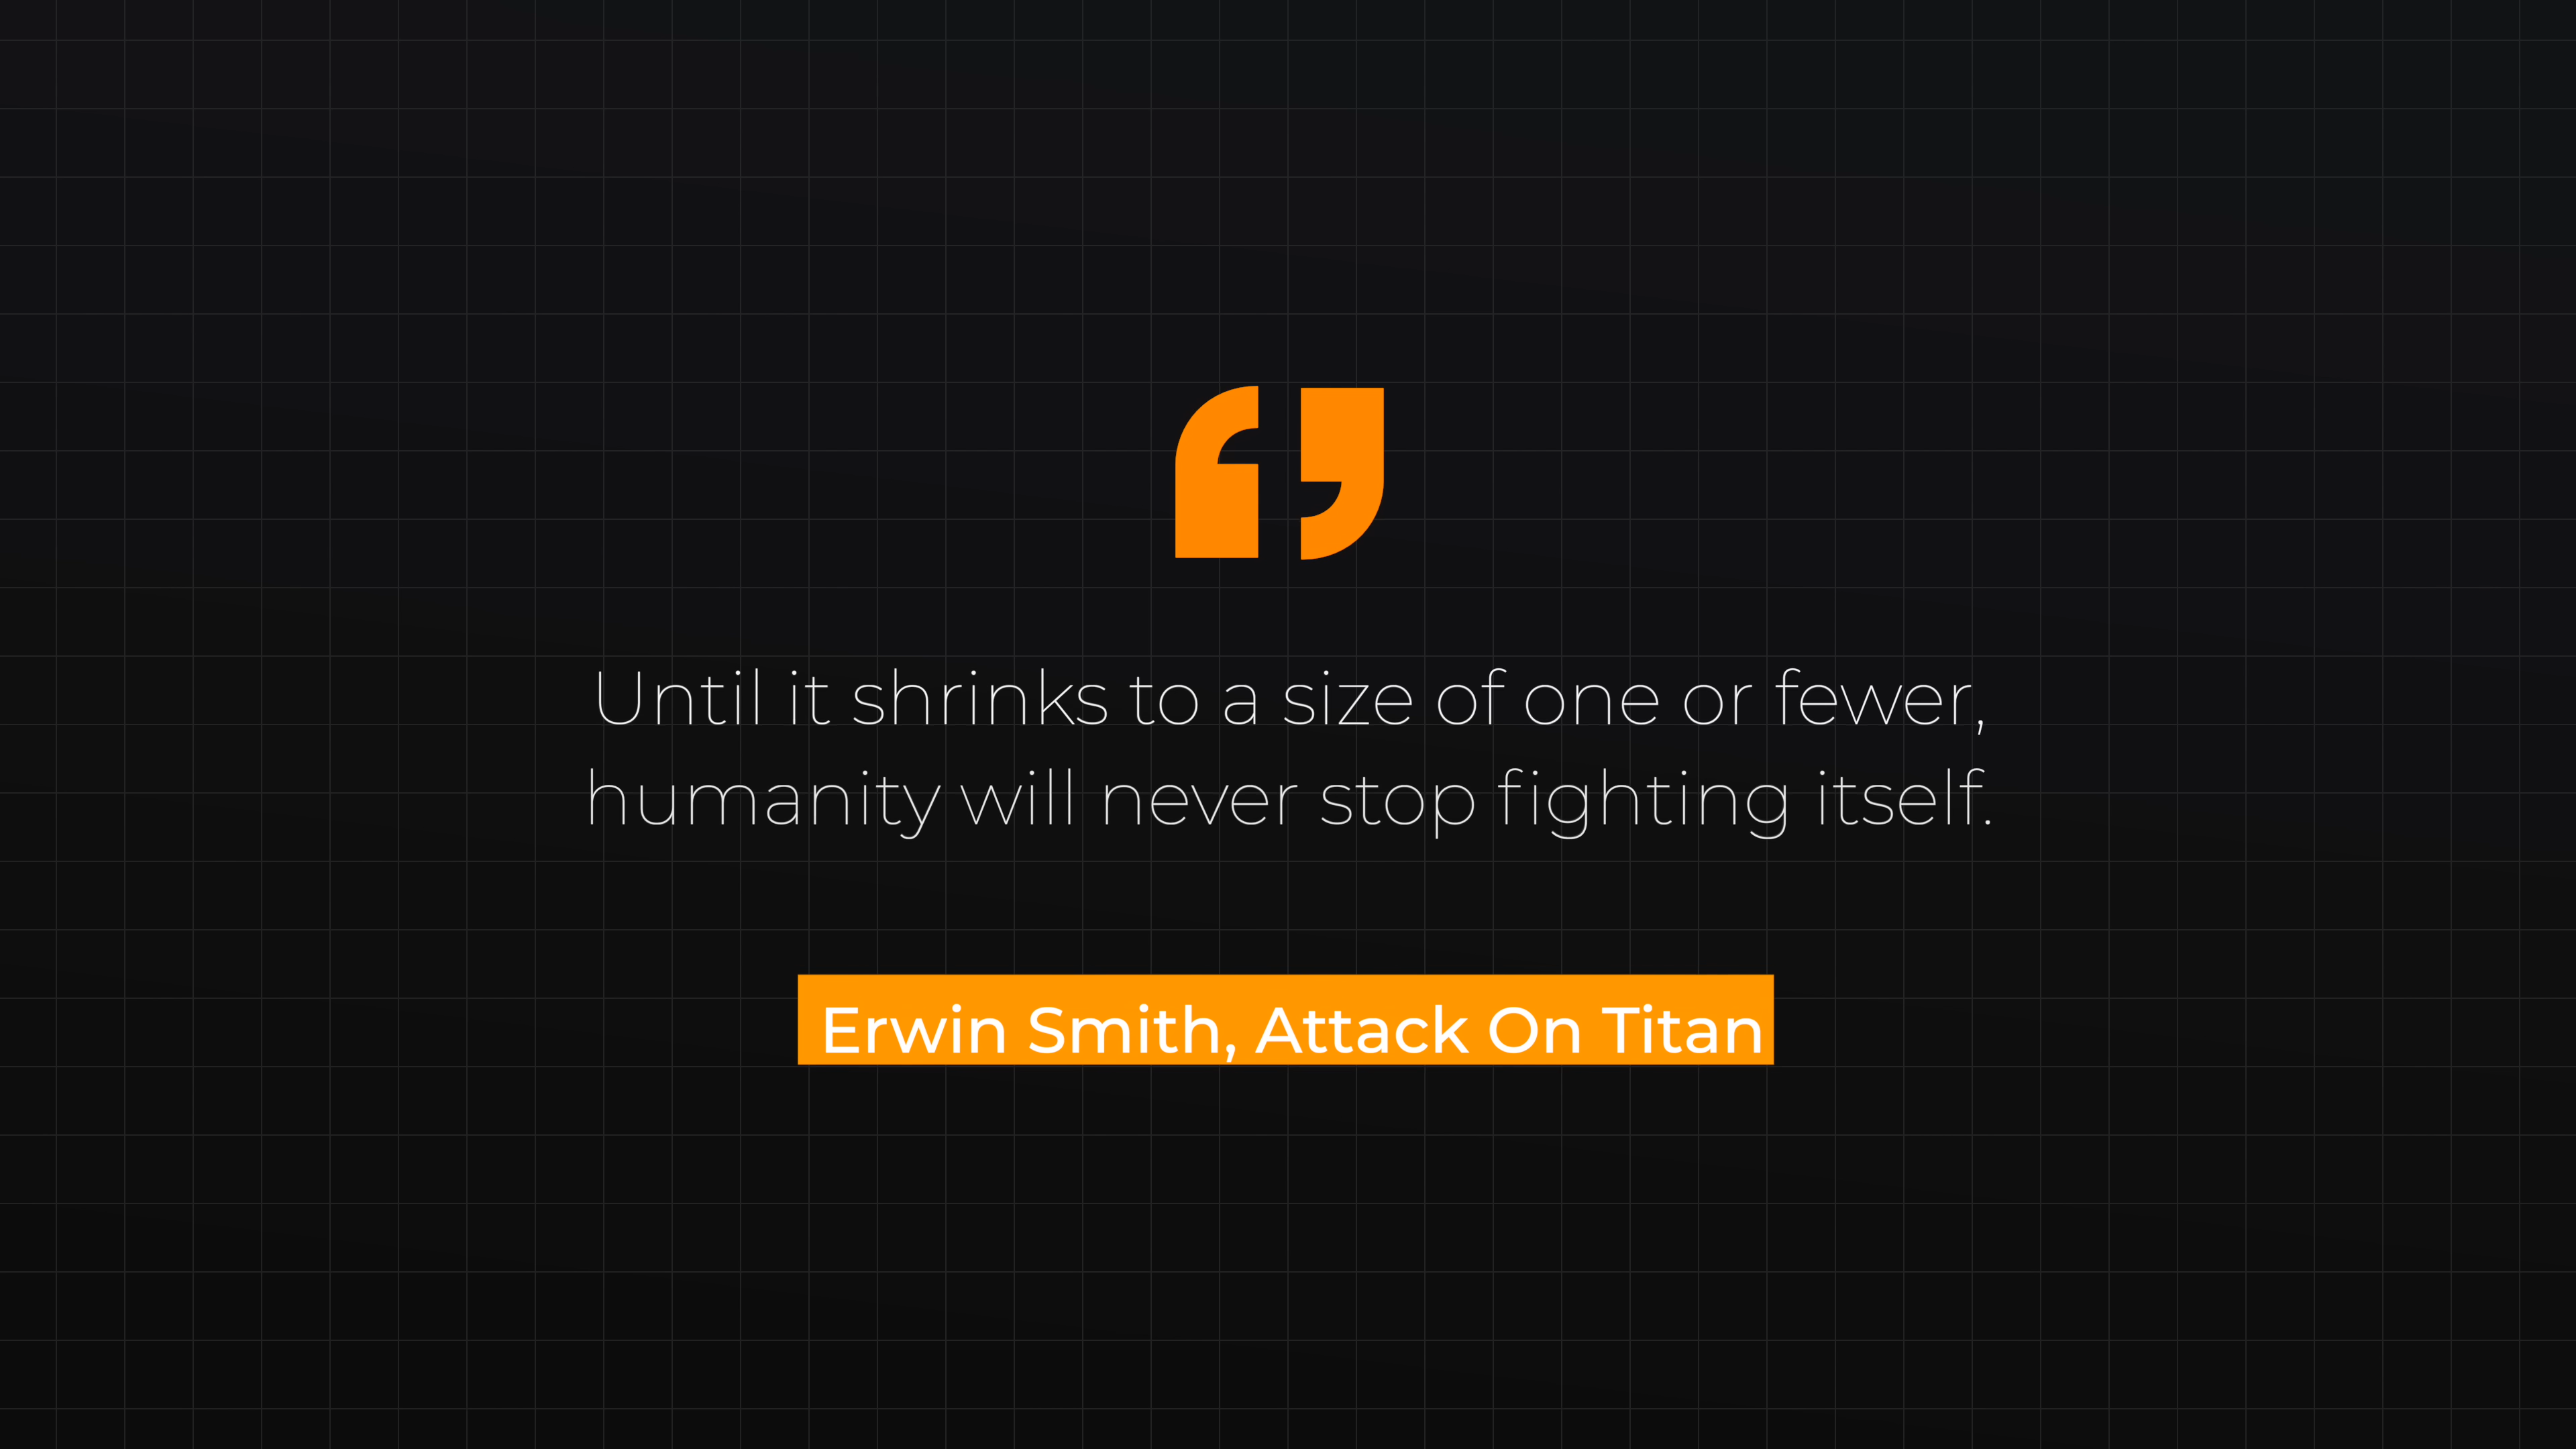 Until it shrinks to a size of one or fewer,
humanity will never stop fighting itself.
Erwin Smith, Attack On Titan